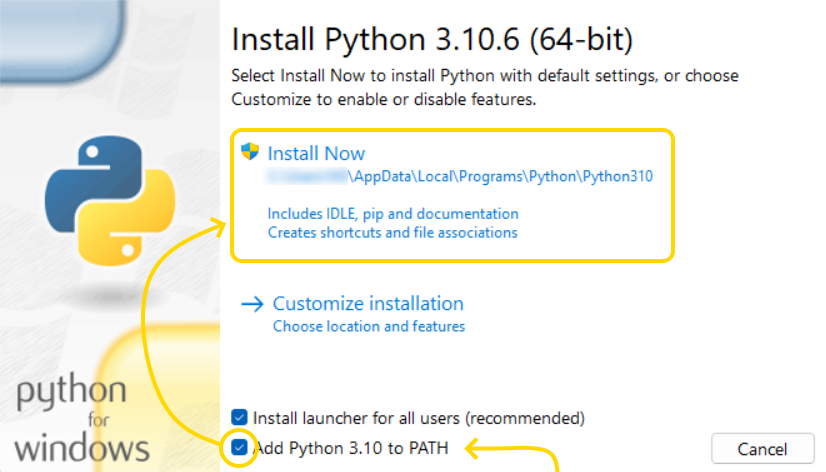 Install Python 3.10.6 (64-bit)
Select Install Now to install Python with default settings, or choose
Customize to enable or disable features.
Install Now
\AppData\Local\Programs\Python\Python310
Includes IDLE, pip and documentation
Creates shortcuts and file associations
Customize installation
Choose location and features
Install launcher for all users (recommended)
Add Python 3.10 to PATH
Cancel
python
for
windows